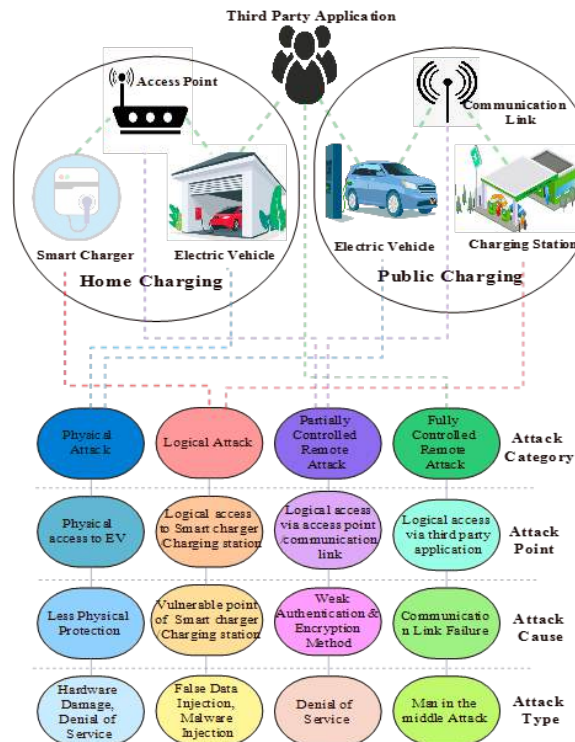 Third Party Application
Access Point
Communication
Link
Smart Charger
Electric Vehicle
Electric Vehicle
Charging Station
Home Charging
Public Charging
Physical
Attack
Logical Attack
Partially
Controlled
Remote
Attack
Fully
Controlled
Remote
Attack
Attack
Category
Physical
access to EV
Logical access
to Smart charger
/Charging station
Logical access
via access point
/communication
link
Logical access
via third party
application
Attack
Point
Less Physical
Protection
Vulnerable point
of Smart charger
/Charging station
Weak
Authentication &
Encryption
Method
Communicatio
n Link Failure
Attack
Cause
Hardware
Damage,
Denial of
Service
False Data
Injection,
Malware
Injection
Denial of
Service
Man in the
middle Attack
Attack
Type